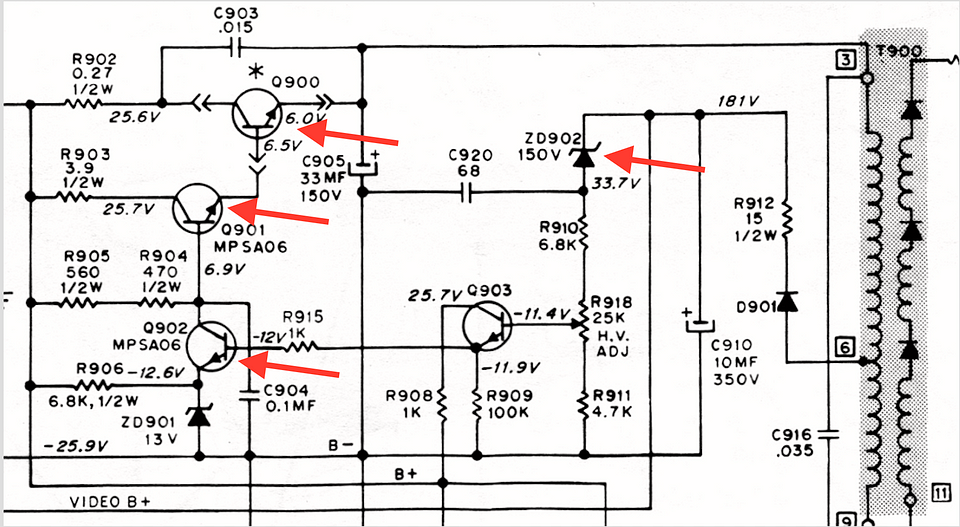 C903
.015
R902
0.27
1/2W
*
Q900
25.6V
6.0V
6.5V
3
T900
181V
ZD902
150V
C905
33MF
150V
+
C920
68
33.7V
R903
3.9
1/2W
25.7V
Q901
MPSA06
R912
15
1/2W
R910
6.8K
R905
560
1/2W
R904
470
1/2W
6.9V
25.7V
Q903
-11.4V
R918
25K
H.V.
ADJ
D901
+
C910
10MF
350V
6
Q902
MPSA06
-12V
R915
1K
-11.9V
R906
-12.6V
6.8K, 1/2W
C904
0.1MF
R908
1K
R909
100K
R911
4.7K
ZD901
13V
C916
.035
-25.9V
B-
B+
VIDEO B+
11
9